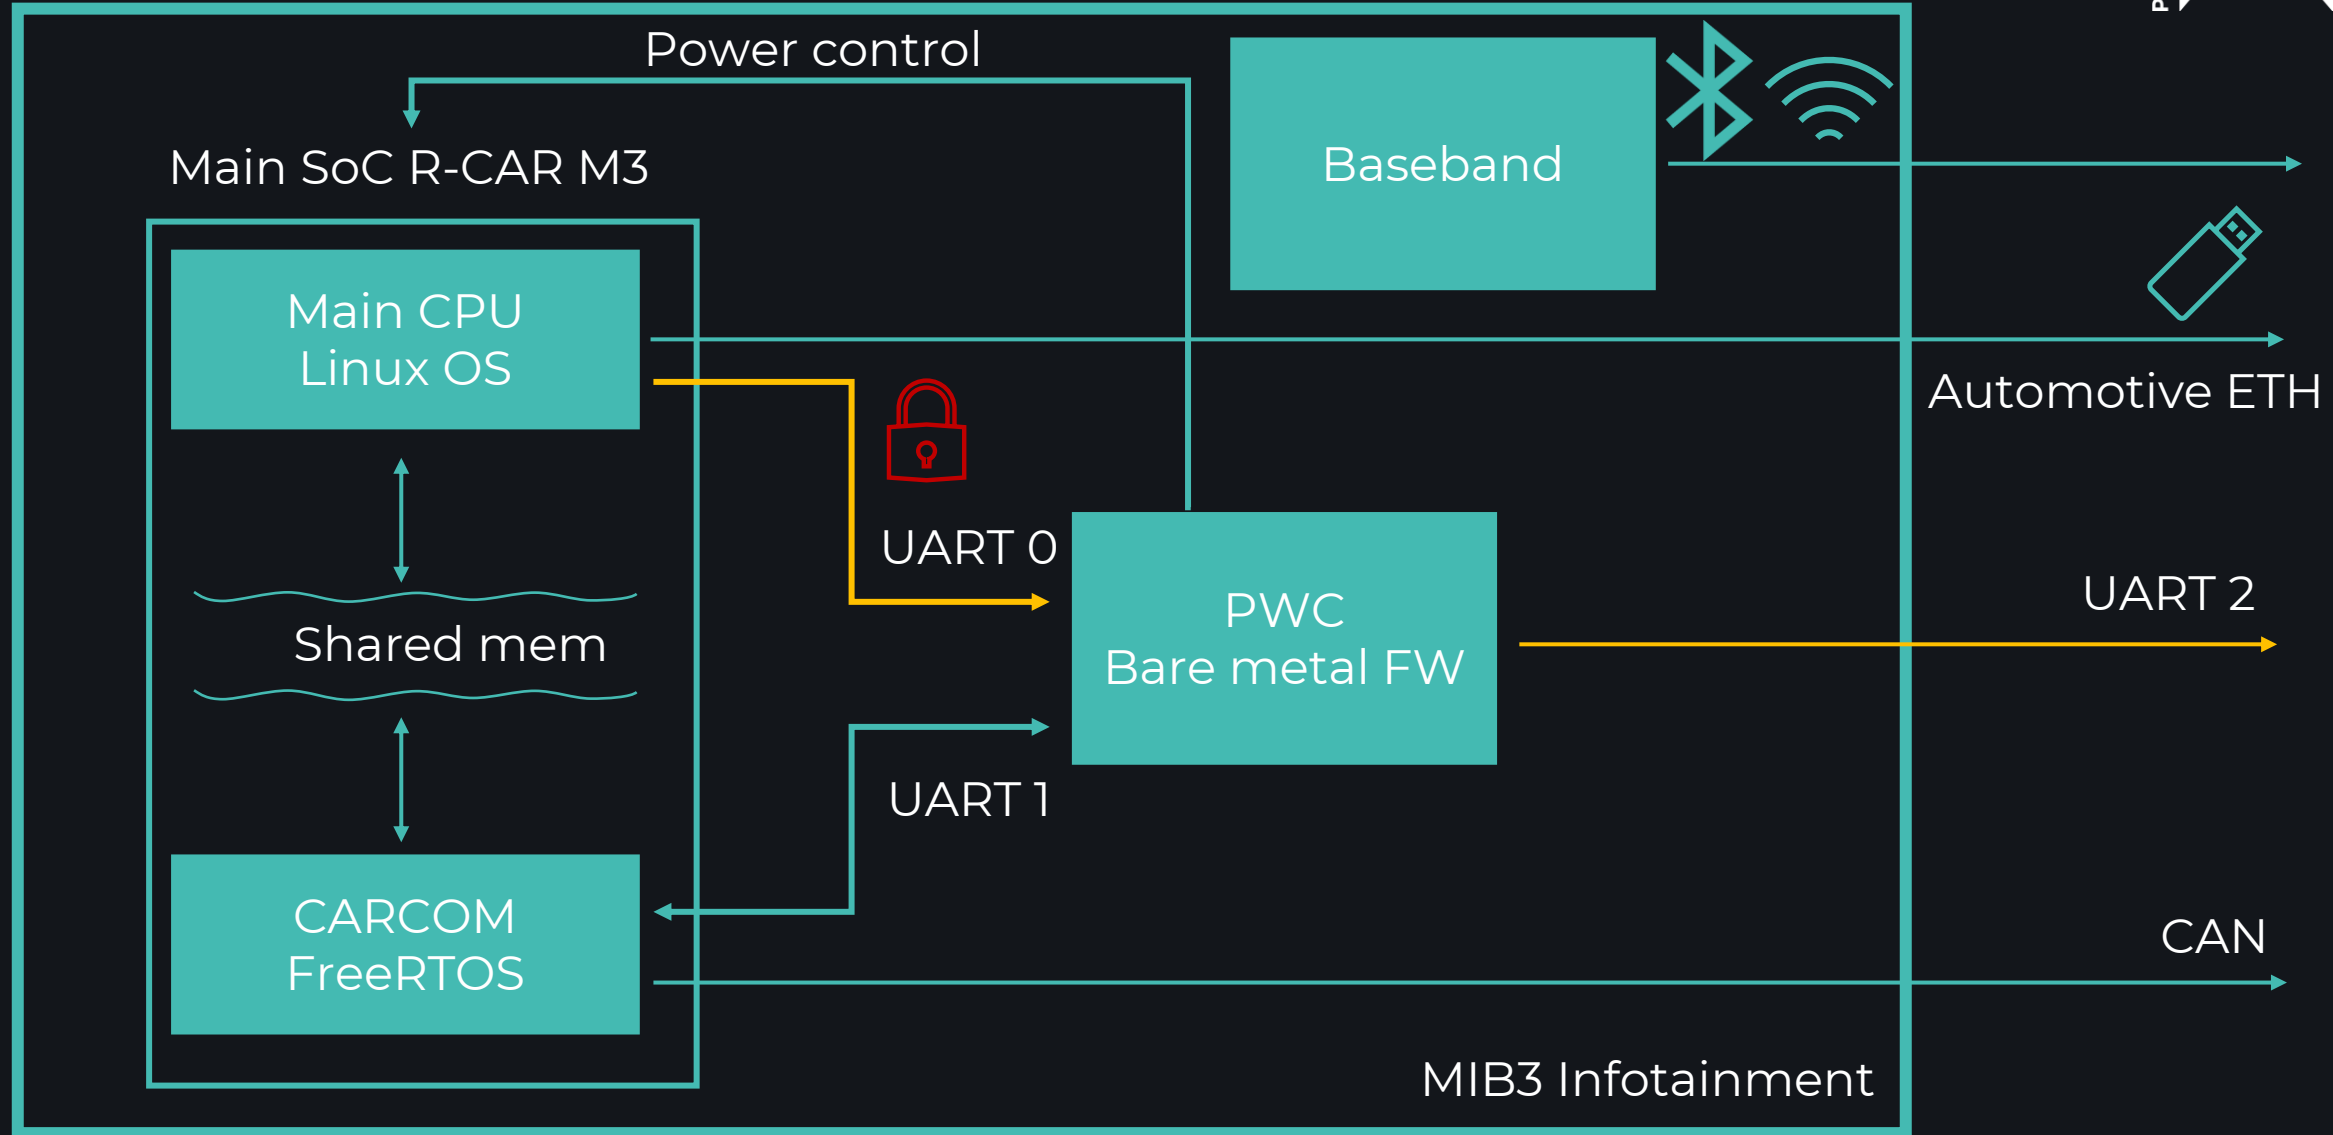 Power control
Main SoC R-CAR M3
Baseband
Main CPU
Linux OS
Automotive ETH
UART 0
PWC
Bare metal FW
UART 2
Shared mem
UART 1
CARCOM
FreeRTOS
CAN
MIB3 Infotainment